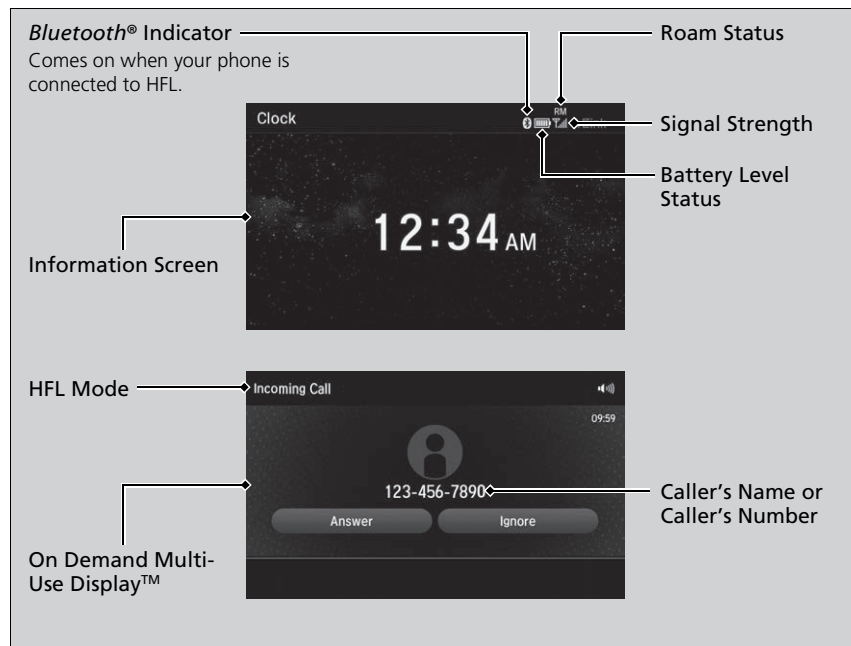 Bluetooth® Indicator
Comes on when your phone is
connected to HFL.
Roam Status
Signal Strength
Battery Level
Status
Clock
RM
12:34 AM
Information Screen
HFL Mode
Incoming Call
09:59
123-456-7890
Answer
Ignore
Caller's Name or
Caller's Number
On Demand Multi-
Use Display™